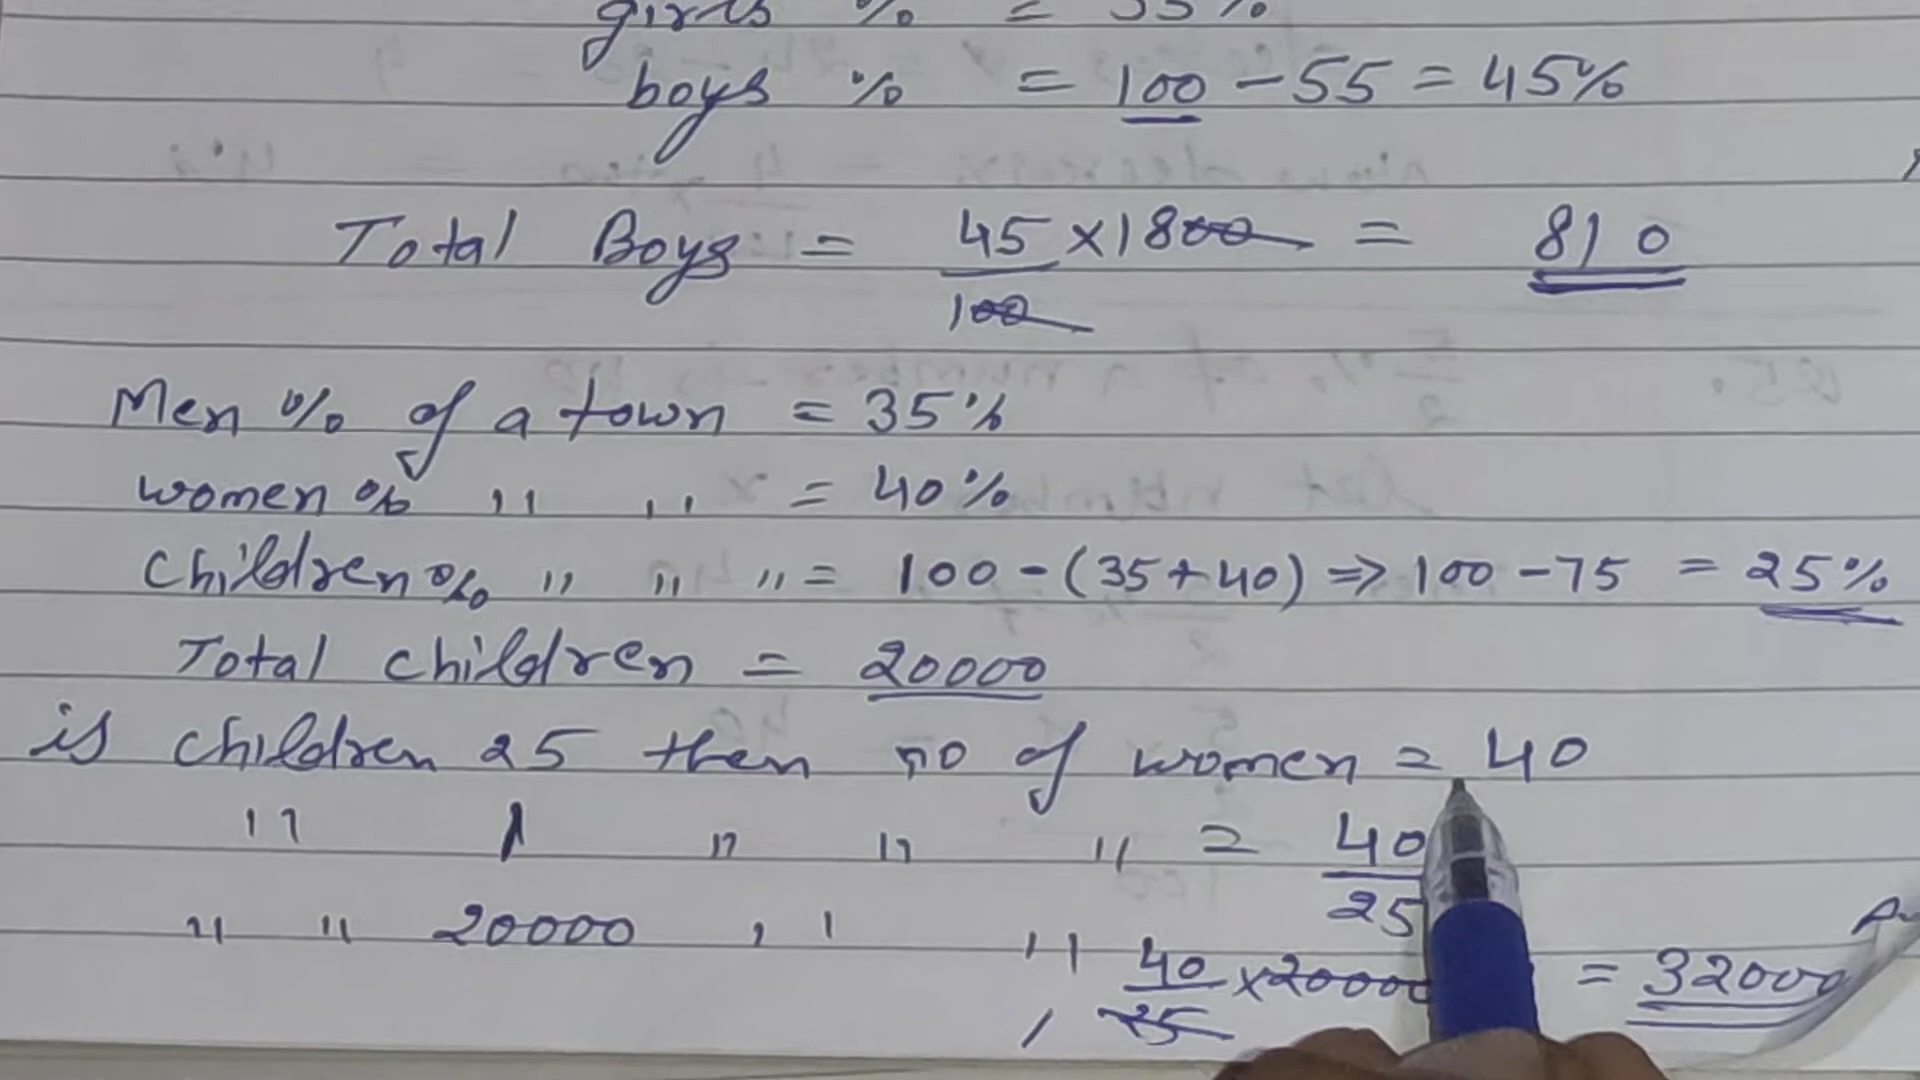 girls % = 55%
boys % = 100 - 55 = 45%
Total Boys = 45 × 1800 = 810
100
Men % of a town = 35%
women % '' '' = 40%
Children % '' '' '' = 100 - (35 + 40) ⇒ 100 - 75 = 25%
Total children = 20000
is children 25 then no of women = 40
'' 1 '' '' '' = 40
25
'' '' 20000 '' '' 40 × 20000 = 32000
25